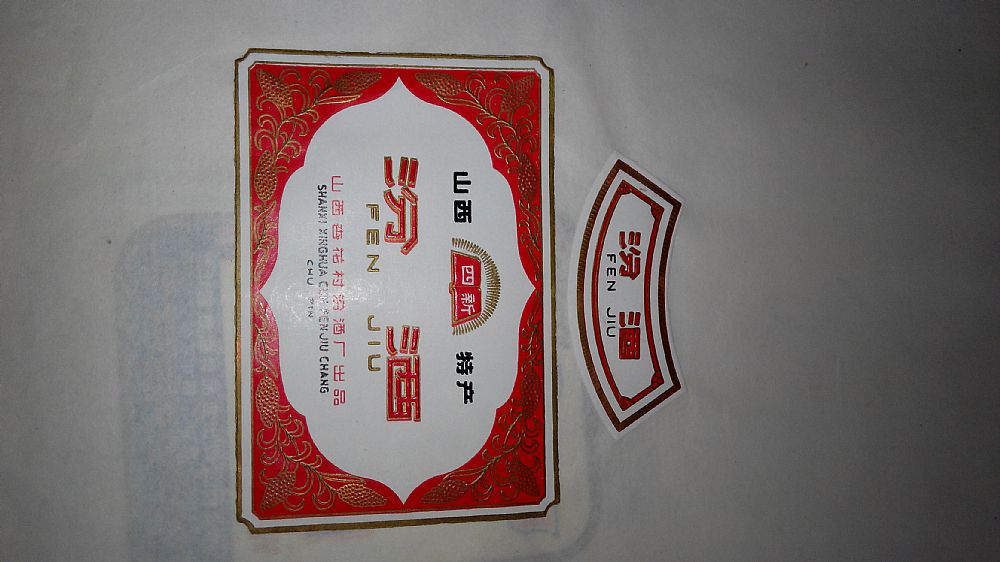 山西 四新 特产
汾酒
FEN JIU
山西杏花村汾酒厂出品
SHANXI XINGHUA CUN FENJIU CHANG
CHU PIN
汾酒
FEN JIU